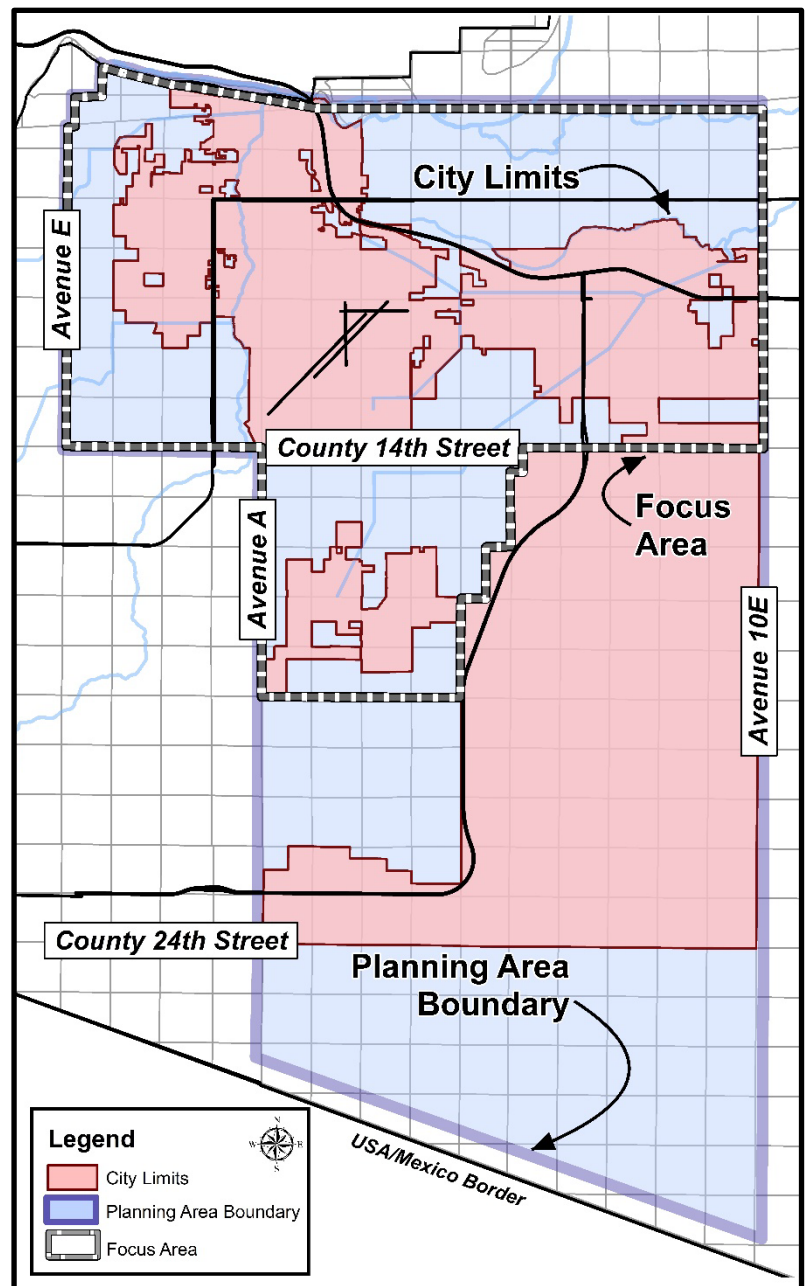 City Limits
Avenue E
County 14th Street
Focus
Area
Avenue A
Avenue 10E
County 24th Street
Planning Area
Boundary
USA/Mexico Border
Legend
N
W
E
S
City Limits
Planning Area Boundary
Focus Area